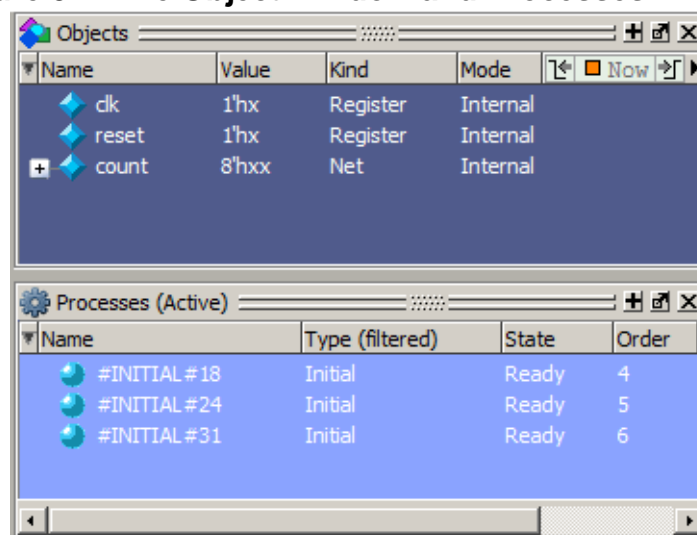 Objects
Name Value Kind Mode Now
clk 1'hx Register Internal
reset 1'hx Register Internal
count 8'hxx Net Internal
Processes (Active)
Name Type (filtered) State Order
#INITIAL#18 Initial Ready 4
#INITIAL#24 Initial Ready 5
#INITIAL#31 Initial Ready 6